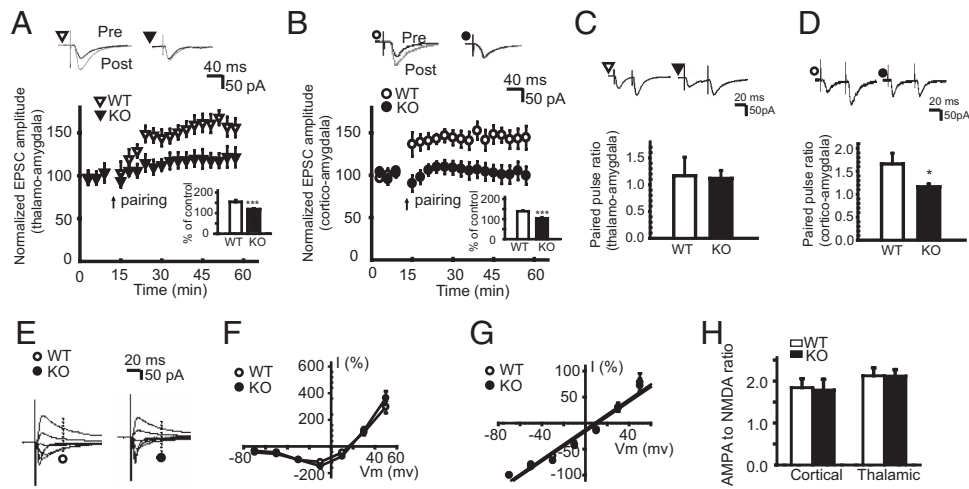 A
Pre
Post
40 ms
50 pA
WT
KO
Normalized EPSC amplitude
(thalamo-amygdala)
150
100
50
0
pairing
% of control
200
100
0
***
WT KO
0 15 30 45 60
Time (min)
B
Pre
Post
40 ms
50 pA
WT
KO
Normalized EPSC amplitude
(cortico-amygdala)
150
100
50
0
pairing
% of control
200
100
0
***
WT KO
0 15 30 45 60
Time (min)
C
20 ms
50pA
Paired pulse ratio
(thalamo-amygdala)
2.0
1.5
1.0
0.5
0.0
WT KO
D
20 ms
50pA
Paired pulse ratio
(cortico-amygdala)
2.0
1.5
1.0
0.5
0.0
*
WT KO
E
WT
KO
20 ms
50 pA
F
WT
KO
I (%)
600
400
200
-200
-80
40 60
Vm (mv)
G
WT
KO
I (%)
100
50
-50
-100
-80 -40
40
Vm (mv)
H
WT
KO
AMPA to NMDA ratio
2.0
1.0
0.0
Cortical Thalamic